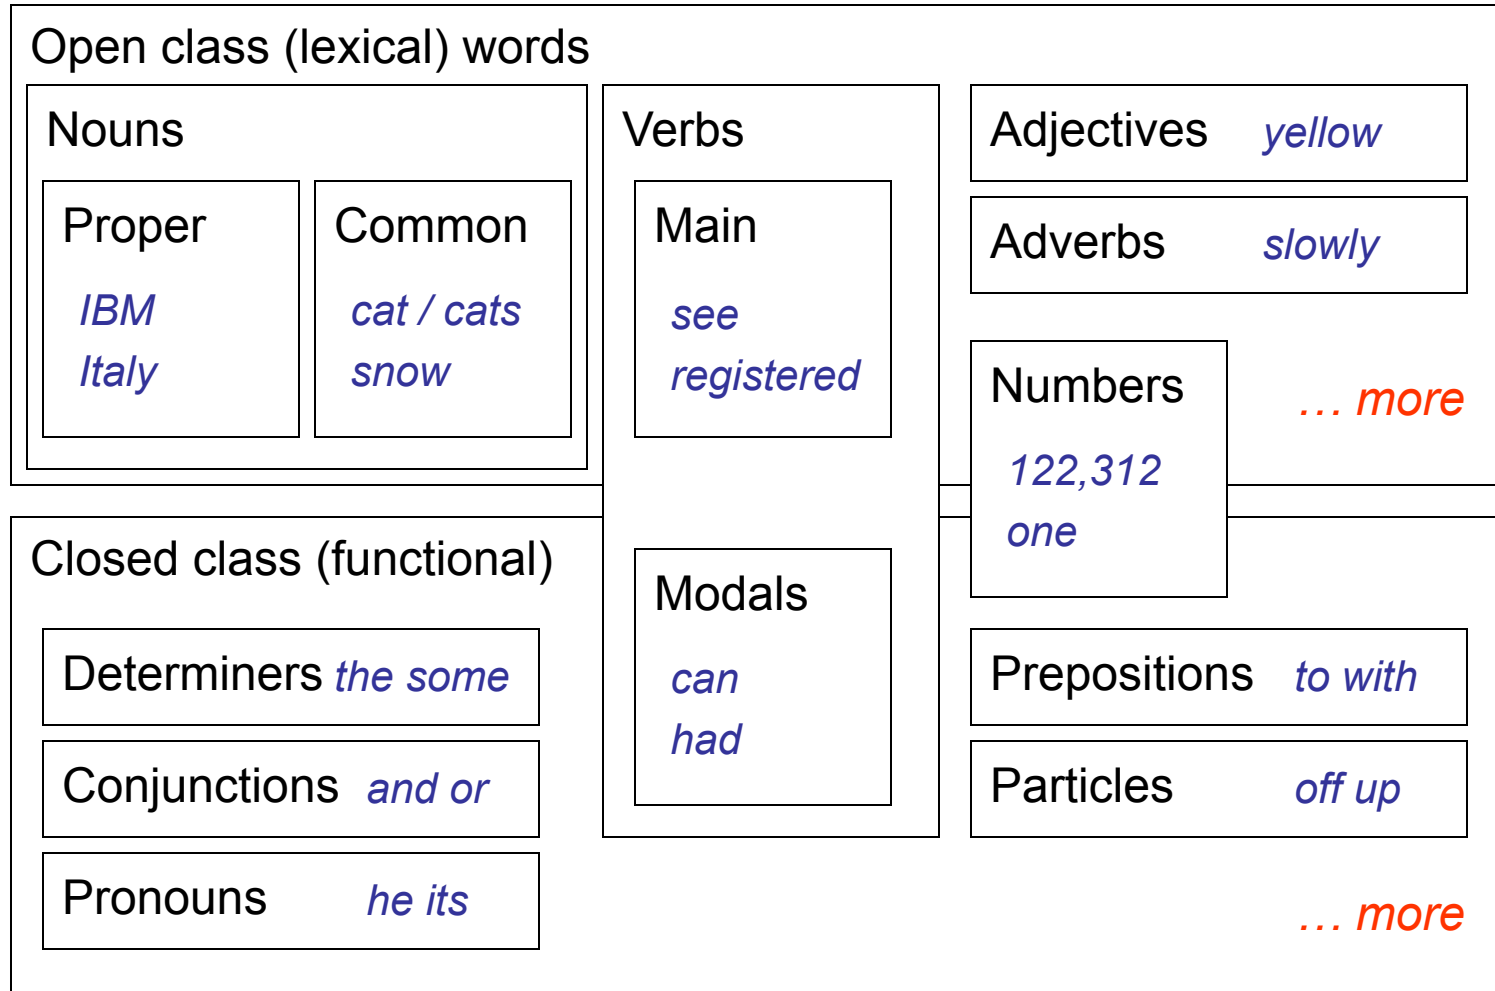 Open class (lexical) words
Nouns
Proper
IBM
Italy
Common
cat / cats
snow
Verbs
Main
see
registered
Adjectives yellow
Adverbs slowly
Numbers
122,312
one
… more
Closed class (functional)
Determiners the some
Conjunctions and or
Pronouns he its
Modals
can
had
Prepositions to with
Particles off up
… more